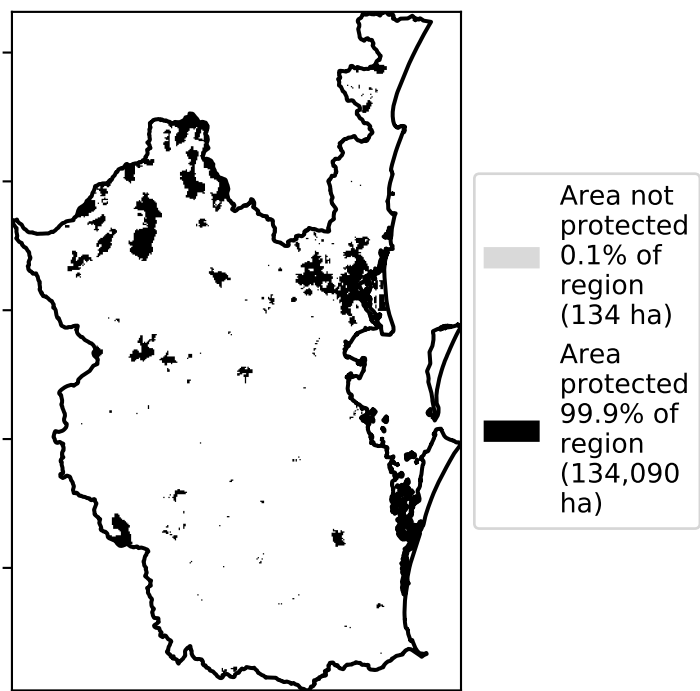 Area not
protected
0.1% of
region
(134 ha)
Area
protected
99.9% of
region
(134,090
ha)